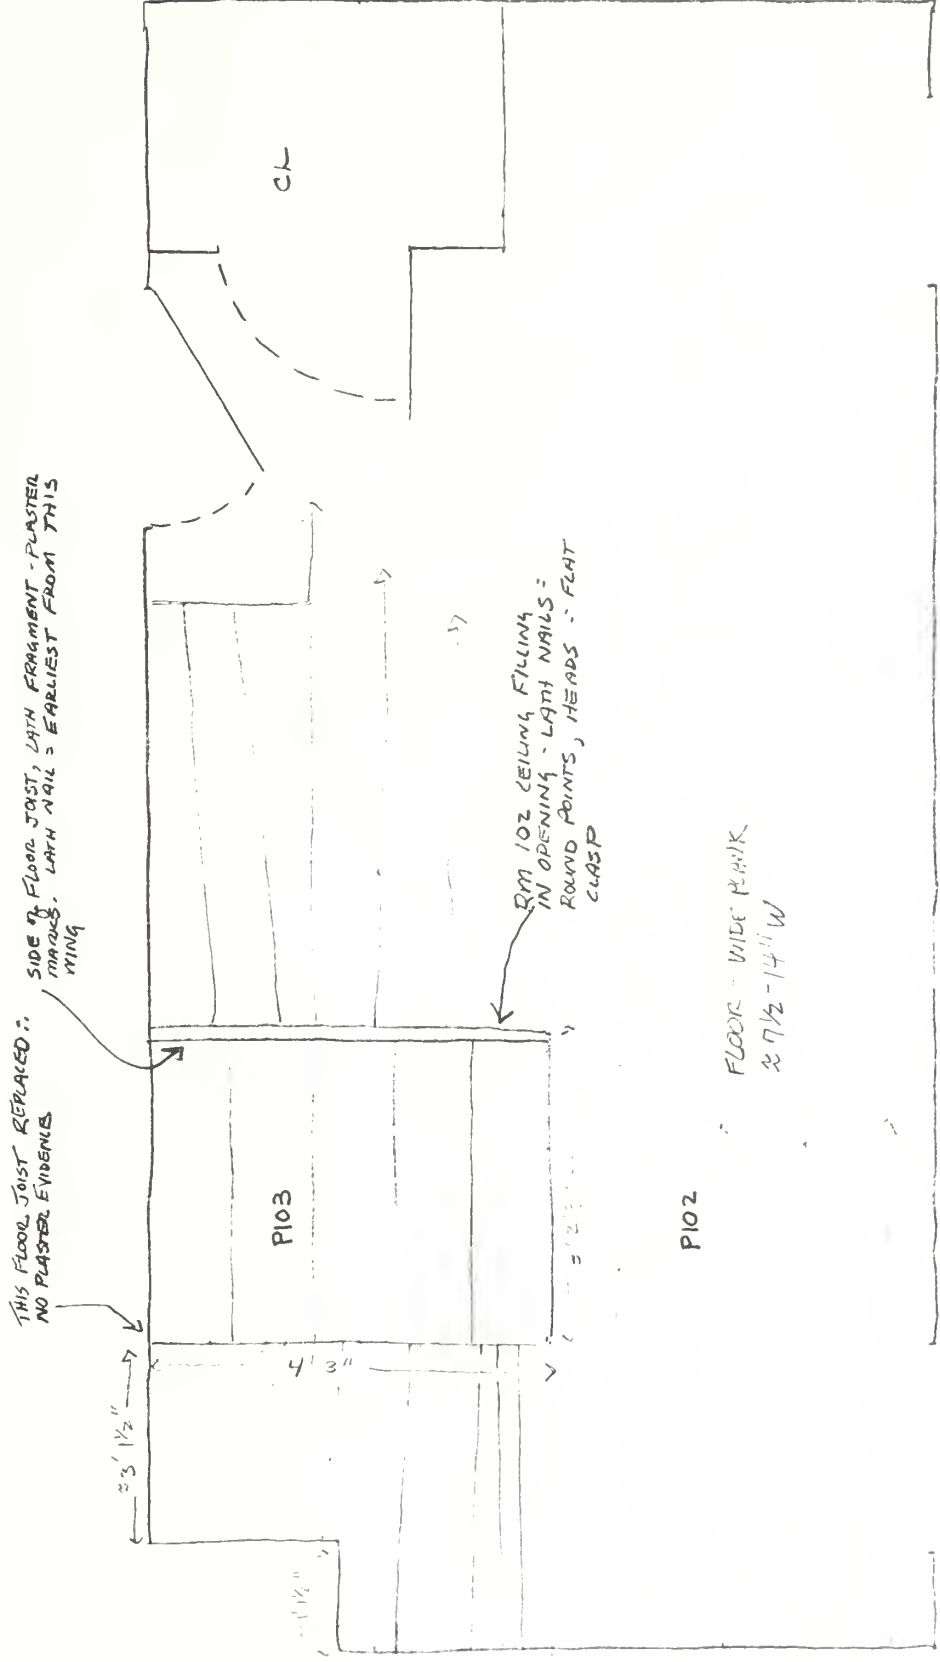 THIS FLOOR JOIST REPLACED ∴
NO PLASTER EVIDENCE
SIDE of FLOOR JOIST, LATH FRAGMENT - PLASTER
MARKS. LATH NAIL = EARLIEST FROM THIS
WING
≈3' 1½"
4' 3"
P103
CL
RM 102 CEILING FILLING
IN OPENING - LATH NAILS =
ROUND POINTS, HEADS - FLAT
CLASP
FLOOR - WIDE PLANK
≈ 7½ - 14" W
P102